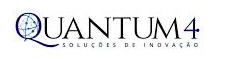 QUANTUM4
SOLUÇÕES DE INOVAÇÃO